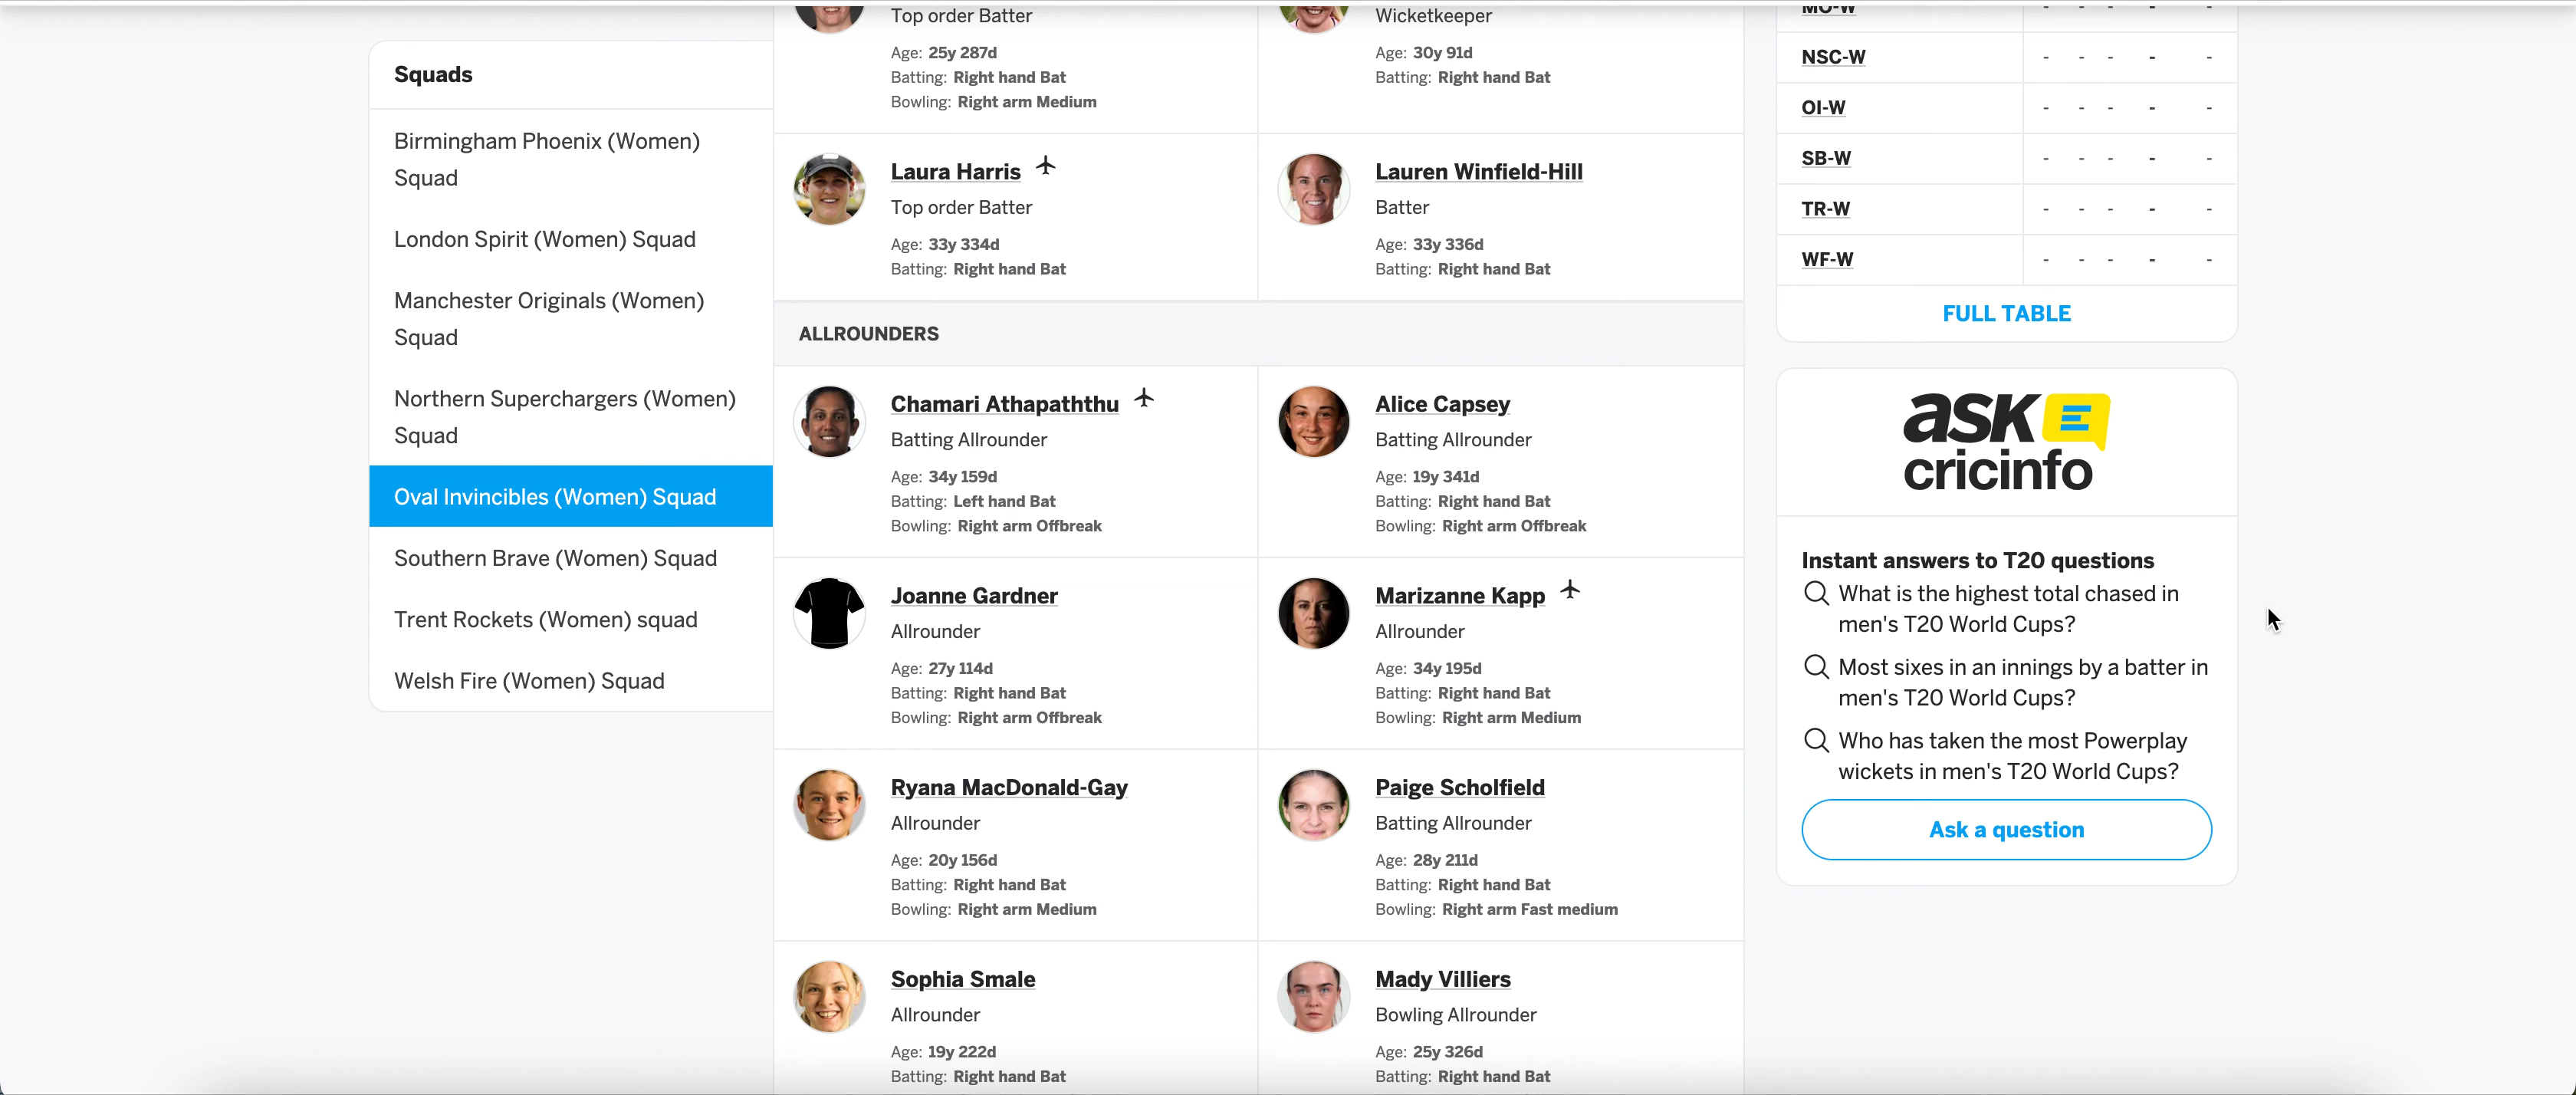 Squads
Birmingham Phoenix (Women)
Squad
London Spirit (Women) Squad
Manchester Originals (Women)
Squad
Northern Superchargers (Women)
Squad
Oval Invincibles (Women) Squad
Southern Brave (Women) Squad
Trent Rockets (Women) squad
Welsh Fire (Women) Squad
Top order Batter
Age: 25y 287d
Batting: Right hand Bat
Bowling: Right arm Medium
Wicketkeeper
Age: 30y 91d
Batting: Right hand Bat
Laura Harris
Top order Batter
Age: 33y 334d
Batting: Right hand Bat
Lauren Winfield-Hill
Batter
Age: 33y 336d
Batting: Right hand Bat
ALLROUNDERS
Chamari Athapaththu
Batting Allrounder
Age: 34y 159d
Batting: Left hand Bat
Bowling: Right arm Offbreak
Alice Capsey
Batting Allrounder
Age: 19y 341d
Batting: Right hand Bat
Bowling: Right arm Offbreak
Joanne Gardner
Allrounder
Age: 27y 114d
Batting: Right hand Bat
Bowling: Right arm Offbreak
Marizanne Kapp
Allrounder
Age: 34y 195d
Batting: Right hand Bat
Bowling: Right arm Medium
Ryana MacDonald-Gay
Allrounder
Age: 20y 156d
Batting: Right hand Bat
Bowling: Right arm Medium
Paige Scholfield
Batting Allrounder
Age: 28y 211d
Batting: Right hand Bat
Bowling: Right arm Fast medium
Sophia Smale
Allrounder
Age: 19y 222d
Batting: Right hand Bat
Mady Villiers
Bowling Allrounder
Age: 25y 326d
Batting: Right hand Bat
MO-W - - - - -
NSC-W - - - - -
OI-W - - - - -
SB-W - - - - -
TR-W - - - - -
WF-W - - - - -
FULL TABLE
ask E
cricinfo
Instant answers to T20 questions
What is the highest total chased in
men's T20 World Cups?
Most sixes in an innings by a batter in
men's T20 World Cups?
Who has taken the most Powerplay
wickets in men's T20 World Cups?
Ask a question